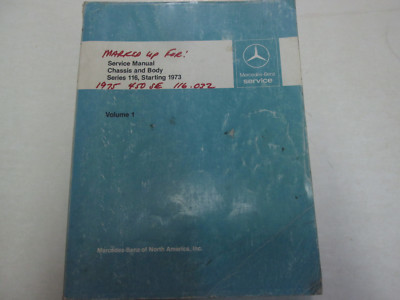 MARKED UP FOR:
Service Manual
Chassis and Body
Series 116, Starting 1973
1975 450 SE 116.022
Mercedes-Benz
service
Volume 1
Mercedes-Benz of North America, Inc.